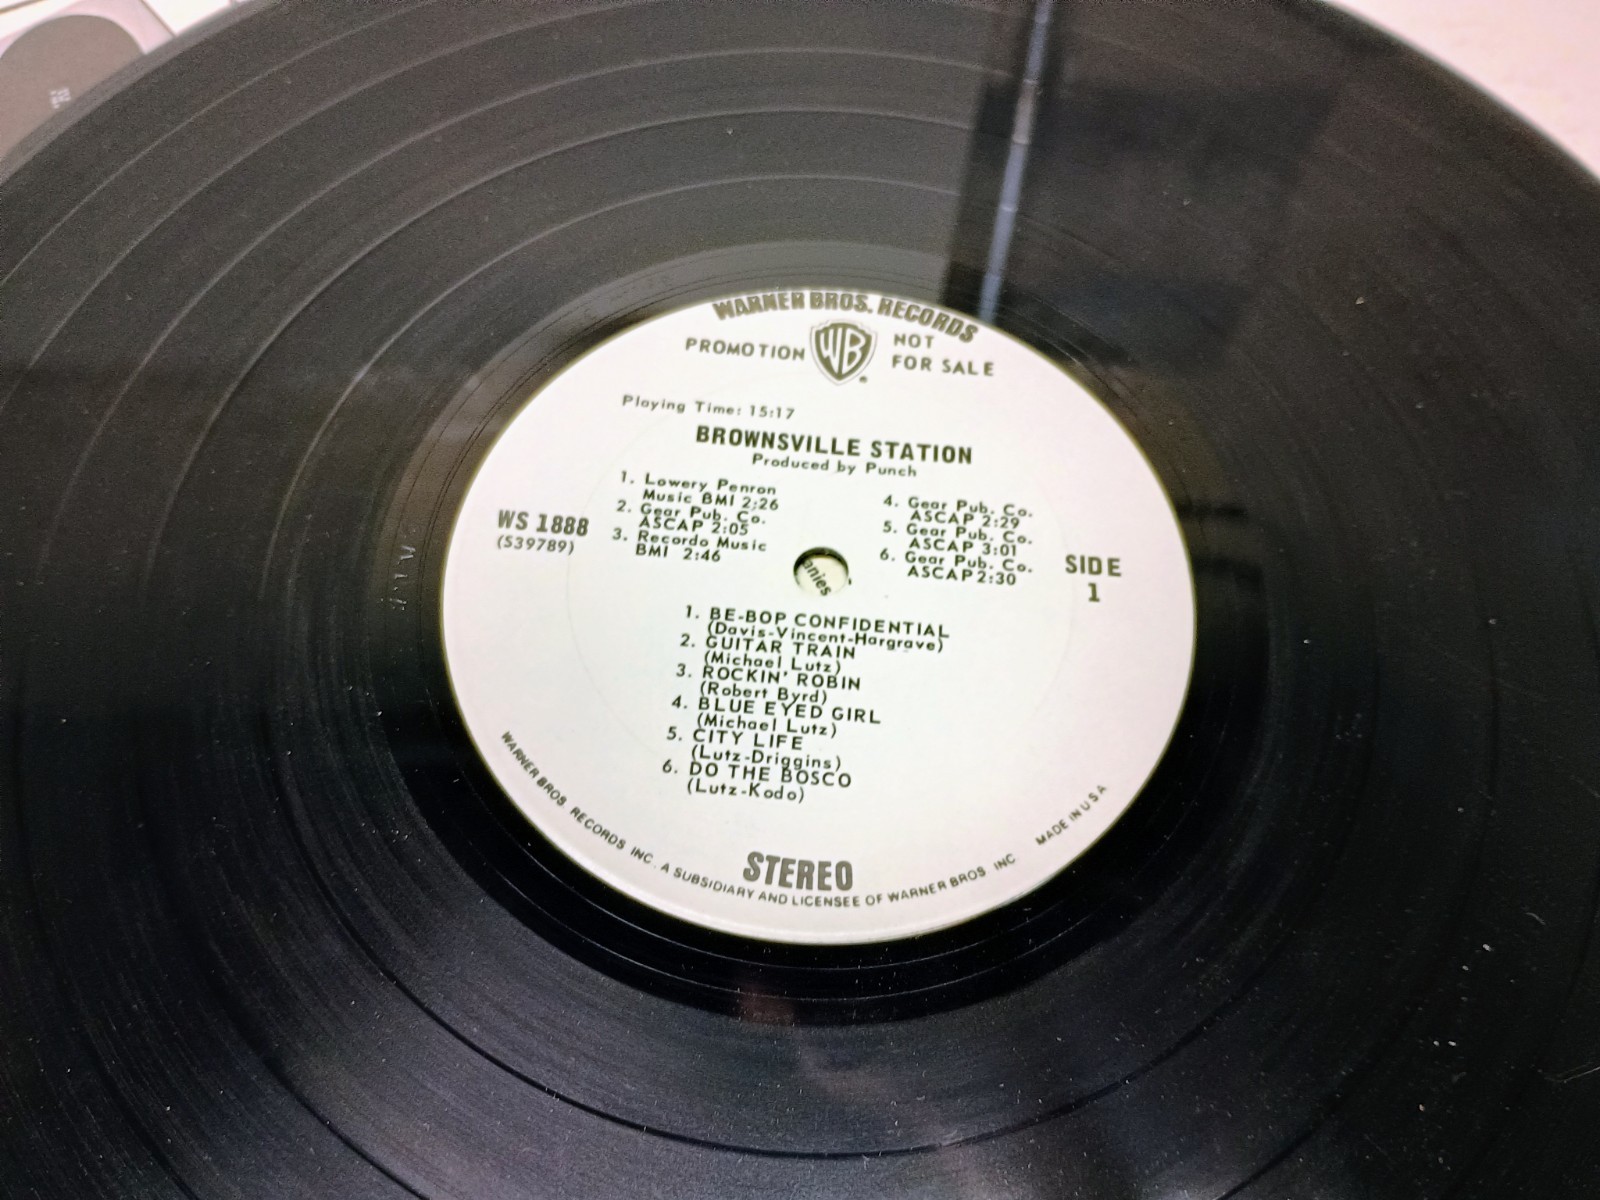 WARNER BROS. RECORDS
PROMOTION WB NOT
FOR SALE
Playing Time: 15:17
BROWNSVILLE STATION
Produced by Punch
1. Lowery Penron
Music BMI 2:26
2. Gear Pub. Co.
ASCAP 2:05
3. Recordo Music
BMI 2:46
4. Gear Pub. Co.
ASCAP 2:29
5. Gear Pub. Co.
ASCAP 3:01
6. Gear Pub. Co.
ASCAP 2:30
WS 1888
(S39789)
SIDE
1
anies
1. BE-BOP CONFIDENTIAL
(Davis-Vincent-Hargrave)
2. GUITAR TRAIN
(Michael Lutz)
3. ROCKIN' ROBIN
(Robert Byrd)
4. BLUE EYED GIRL
(Michael Lutz)
5. CITY LIFE
(Lutz-Driggins)
6. DO THE BOSCO
(Lutz-Kodo)
STEREO
WARNER BROS RECORDS INC. A SUBSIDIARY AND LICENSEE OF WARNER BROS INC MADE IN USA